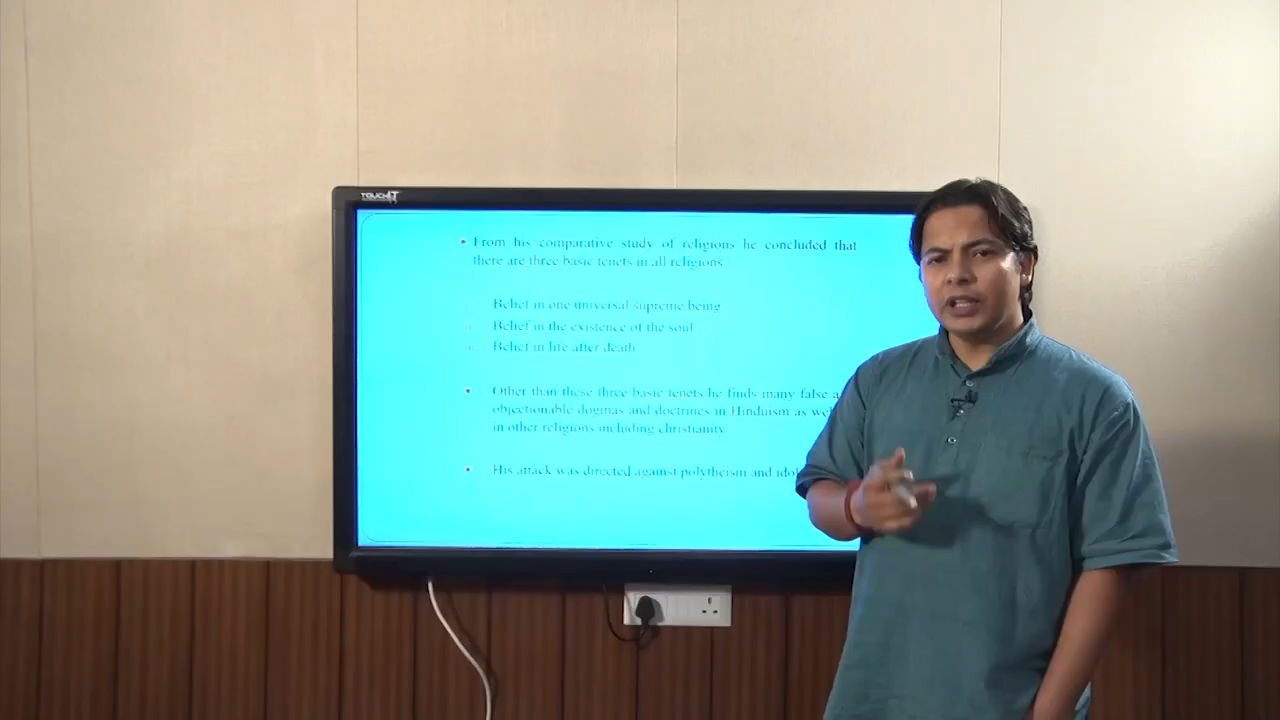 TOUCHIT
• From his comparative study of religions he concluded that
there are three basic tenets in all religions.
Belief in one universal supreme being
Belief in the existence of the soul
Belief in life after death
• Other than these three basic tenets he finds many false
objectionable dogmas and doctrines in Hinduism as
in other religions including christianity
• His attack was directed against polytheism and